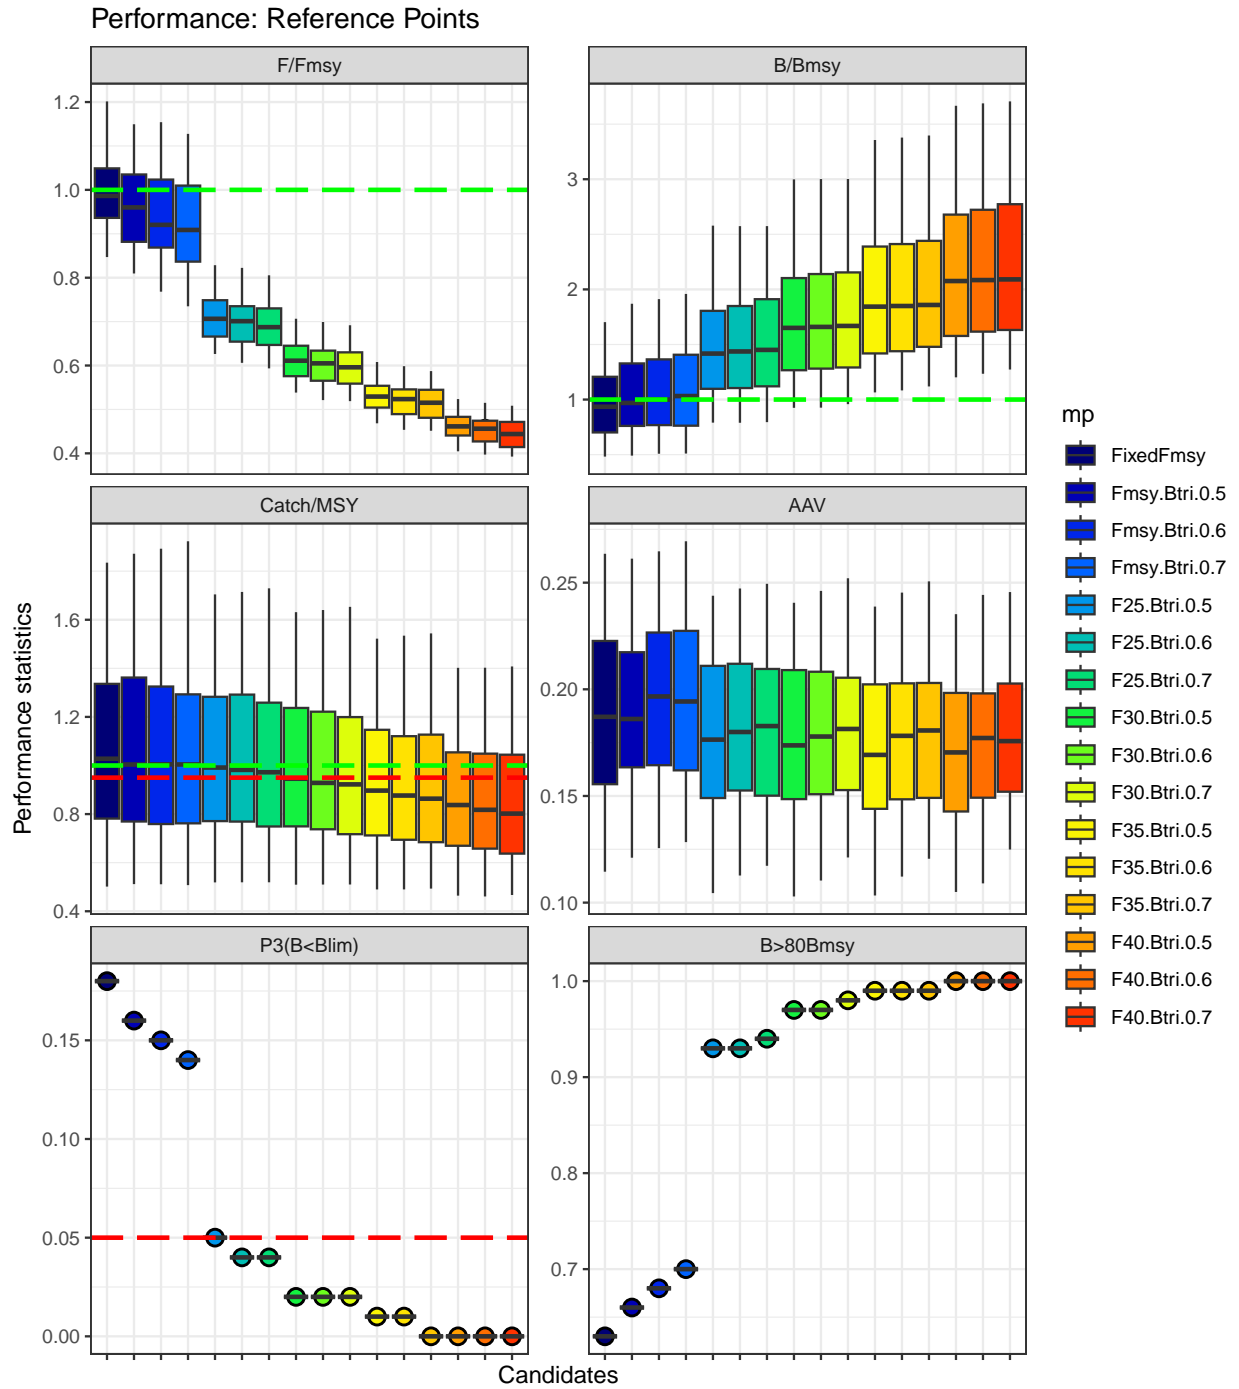 Performance: Reference Points
F/Fmsy
B/Bmsy
1.2
1.0
0.8
0.6
0.4
3
2
1
Catch/MSY
AAV
1.6
1.2
0.8
0.4
0.25
0.20
0.15
0.10
P3(B<Blim)
B>80Bmsy
0.15
0.10
0.05
0.00
1.0
0.9
0.8
0.7
Performance statistics
Candidates
mp
FixedFmsy
Fmsy.Btri.0.5
Fmsy.Btri.0.6
Fmsy.Btri.0.7
F25.Btri.0.5
F25.Btri.0.6
F25.Btri.0.7
F30.Btri.0.5
F30.Btri.0.6
F30.Btri.0.7
F35.Btri.0.5
F35.Btri.0.6
F35.Btri.0.7
F40.Btri.0.5
F40.Btri.0.6
F40.Btri.0.7